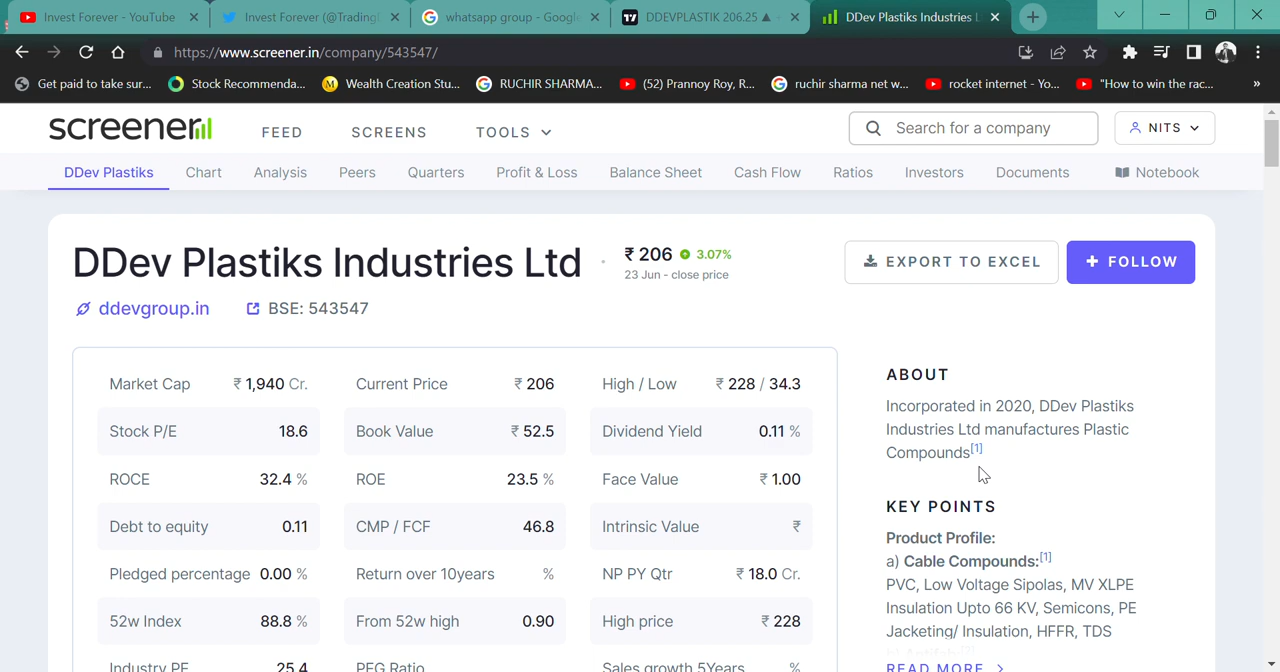 Invest Forever - YouTube
Invest Forever (@Trading
whatsapp group - Google
DDEVPLASTIK 206.25 ▲
DDev Plastiks Industries L
https://www.screener.in/company/543547/
Get paid to take sur...
Stock Recommenda...
Wealth Creation Stu...
RUCHIR SHARMA...
(52) Prannoy Roy, R...
ruchir sharma net w...
rocket internet - Yo...
"How to win the rac...
»
screener
FEED
SCREENS
TOOLS
Search for a company
NITS
DDev Plastiks
Chart
Analysis
Peers
Quarters
Profit & Loss
Balance Sheet
Cash Flow
Ratios
Investors
Documents
Notebook
DDev Plastiks Industries Ltd
₹ 206 3.07%
23 Jun - close price
EXPORT TO EXCEL
+ FOLLOW
ddevgroup.in
BSE: 543547
Market Cap ₹ 1,940 Cr.
Current Price ₹ 206
High / Low ₹ 228 / 34.3
Stock P/E 18.6
Book Value ₹ 52.5
Dividend Yield 0.11 %
ROCE 32.4 %
ROE 23.5 %
Face Value ₹ 1.00
Debt to equity 0.11
CMP / FCF 46.8
Intrinsic Value ₹
Pledged percentage 0.00 %
Return over 10years %
NP PY Qtr ₹ 18.0 Cr.
52w Index 88.8 %
From 52w high 0.90
High price ₹ 228
Industry PE 25.4
PEG Ratio
Sales growth 5Years %
ABOUT
Incorporated in 2020, DDev Plastiks
Industries Ltd manufactures Plastic
Compounds[1]
KEY POINTS
Product Profile:
a) Cable Compounds:[1]
PVC, Low Voltage Sipolas, MV XLPE
Insulation Upto 66 KV, Semicons, PE
Jacketing/ Insulation, HFFR, TDS
READ MORE